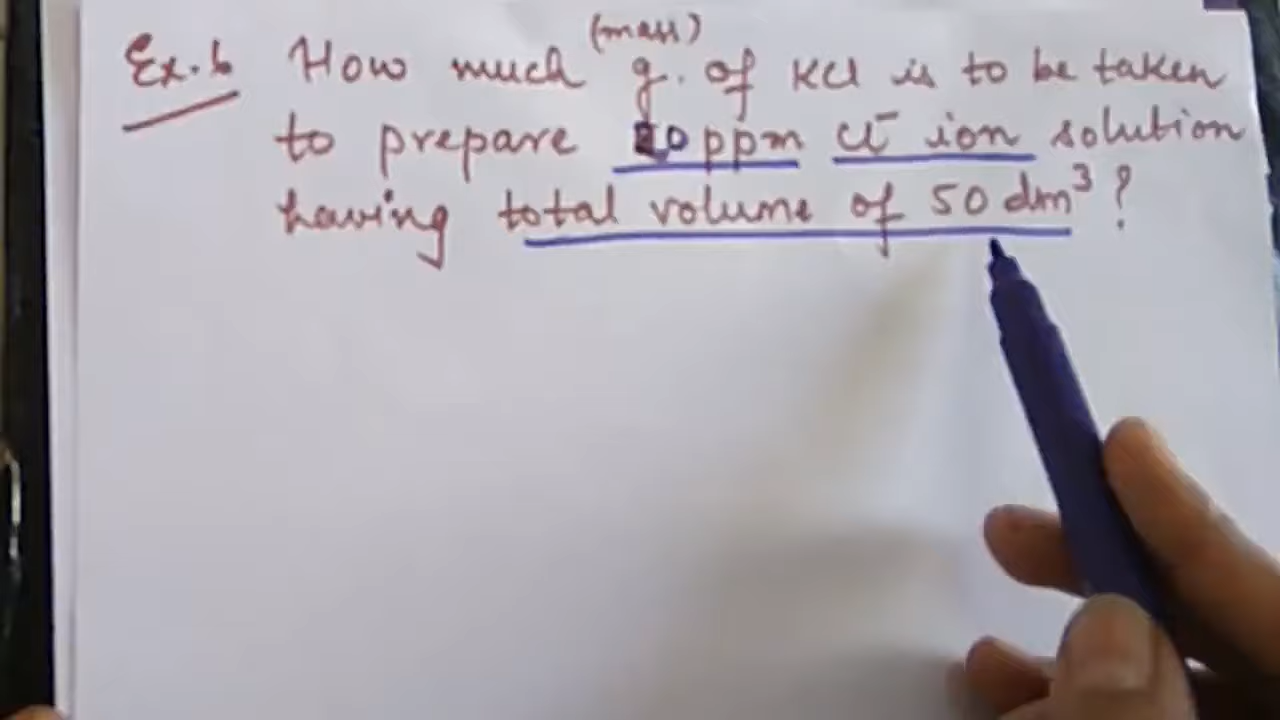 (mass)
Ex. 6 How much g. of KCl is to be taken
to prepare ppm Cl⁻ ion solution
having total volume of 50 dm³ ?